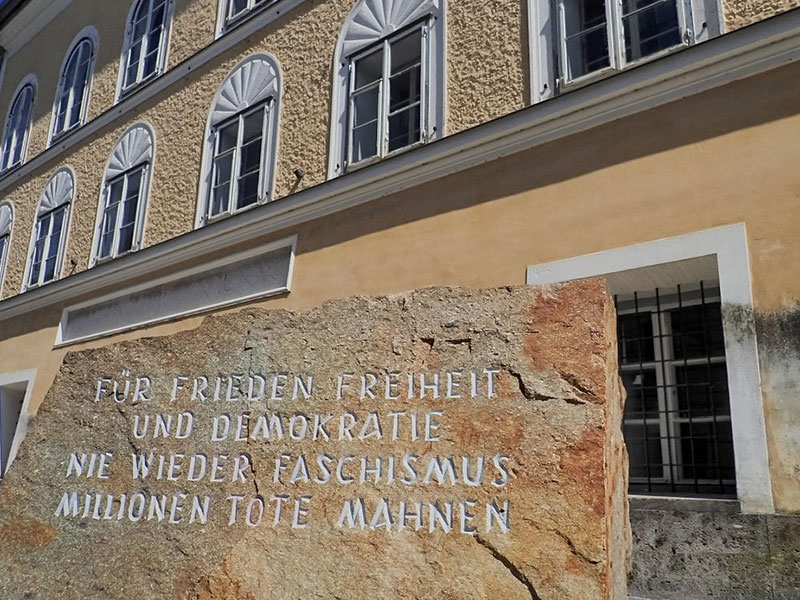 FÜR FRIEDEN FREIHEIT
UND DEMOKRATIE
NIE WIEDER FASCHISMUS
MILLIONEN TOTE MAHNEN